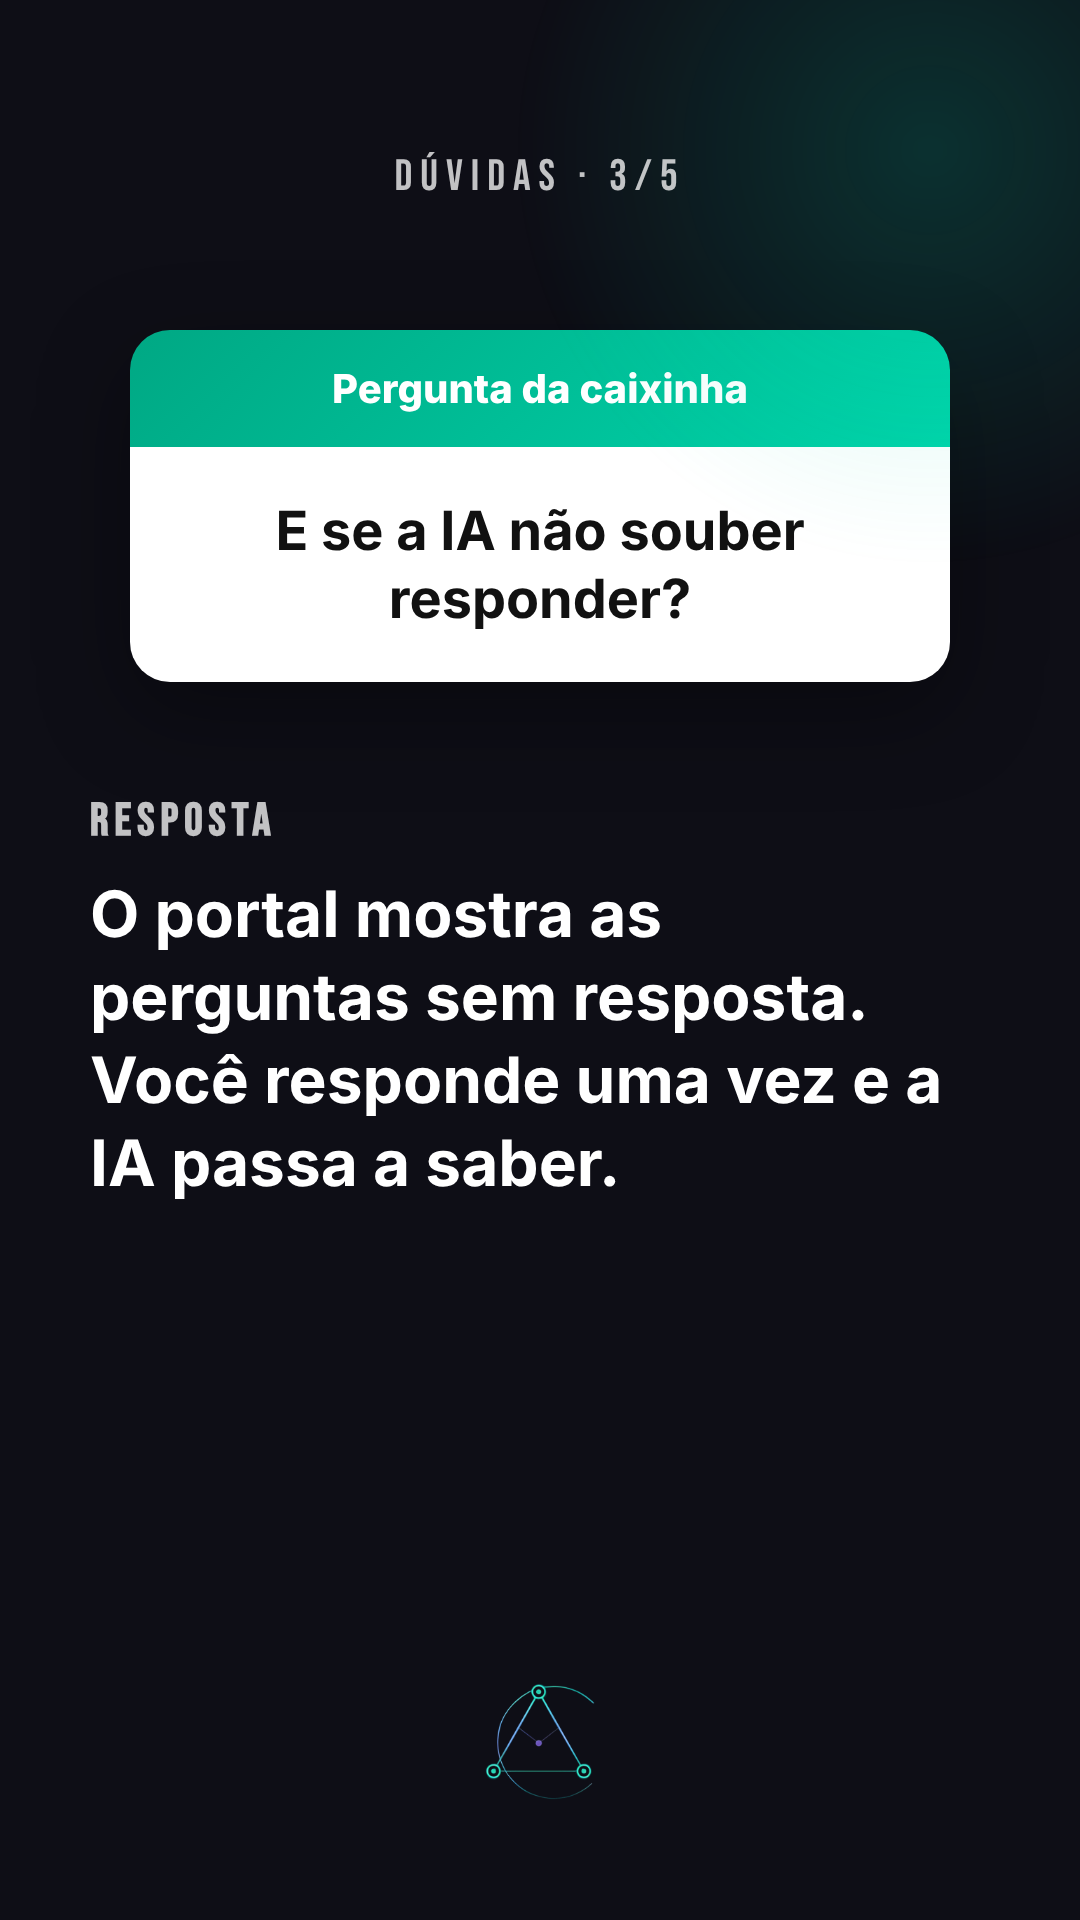 DÚVIDAS · 3/5
Pergunta da caixinha
E se a IA não souber
responder?
RESPOSTA
O portal mostra as
perguntas sem resposta.
Você responde uma vez e a
IA passa a saber.